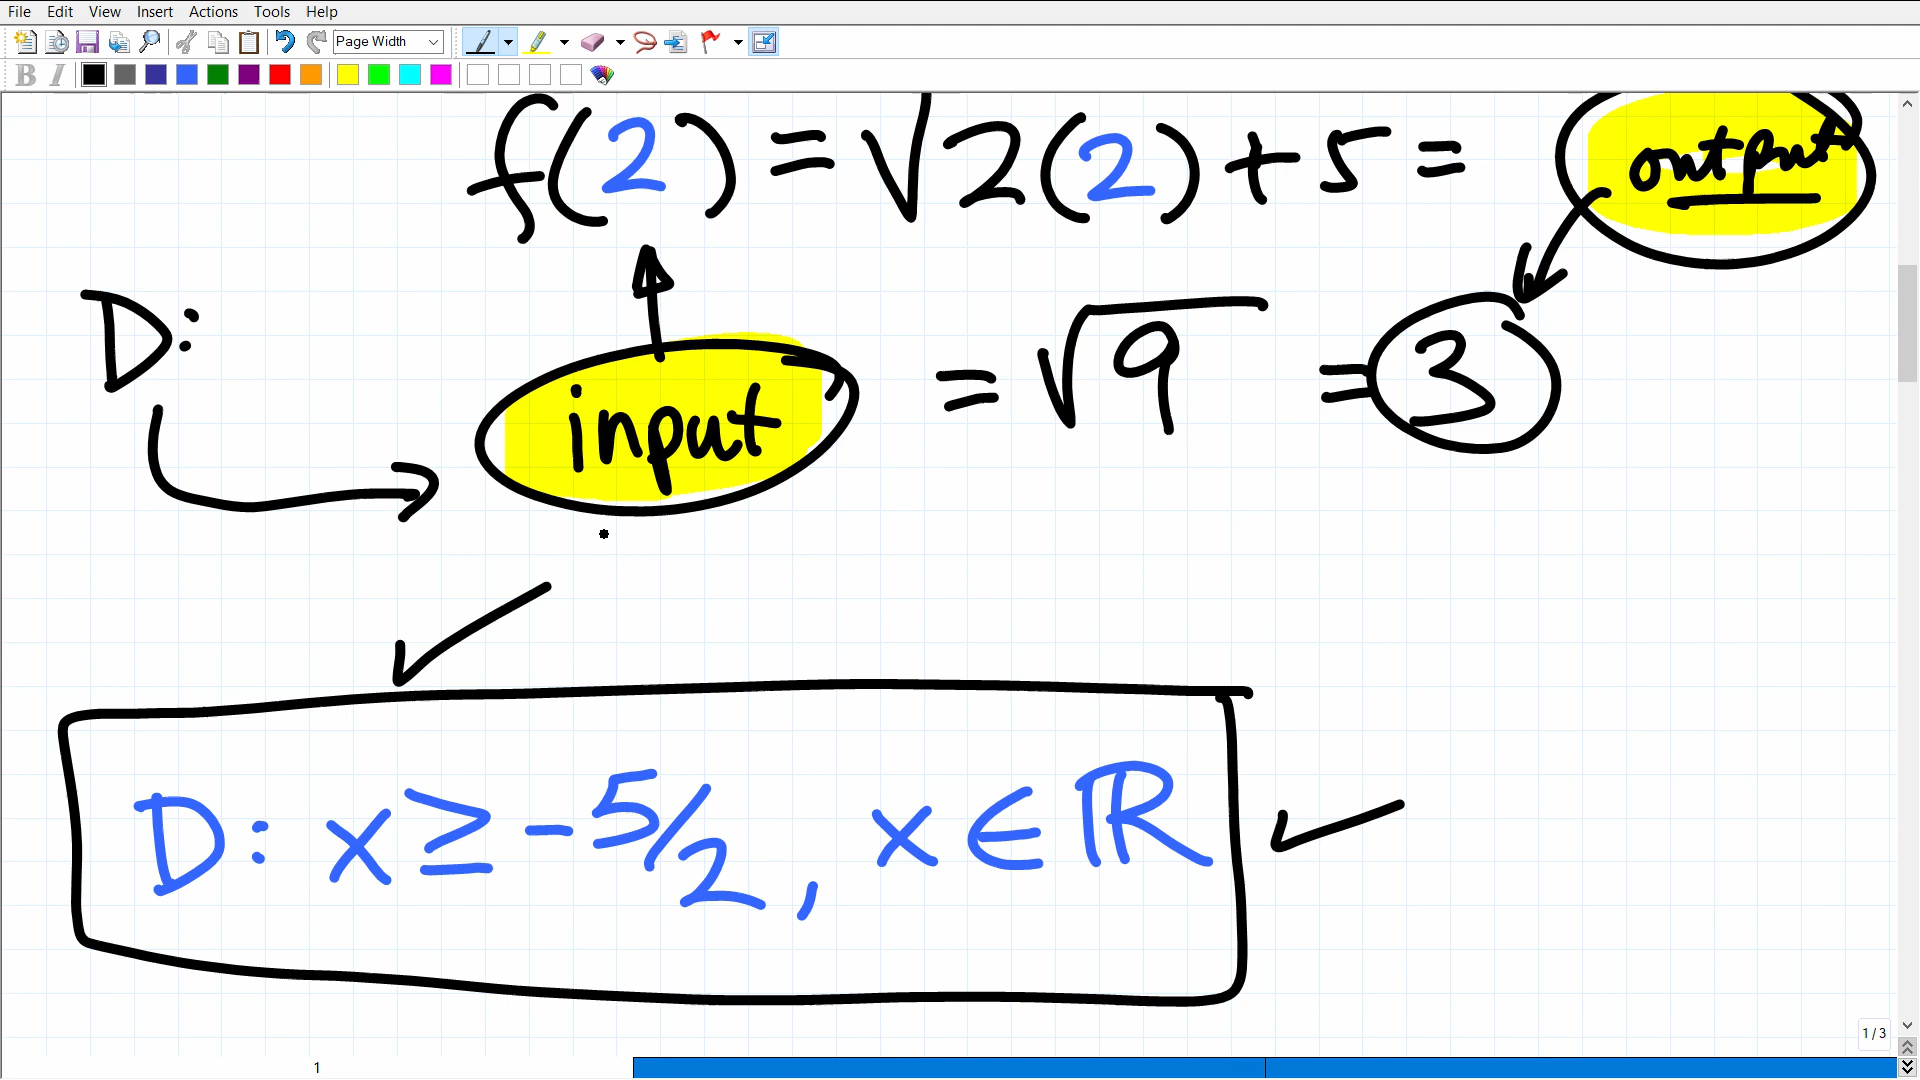 File Edit View Insert Actions Tools Help
Page Width
B I
f(2) = √2(2) + 5 = output
D:
input = √9 = 3
D: x ≥ -5/2, x ∈ ℝ
1 / 3
1